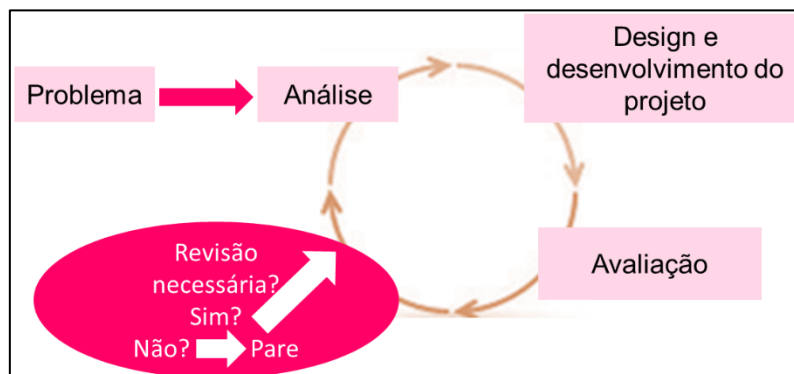 Problema
Análise
Design e
desenvolvimento do
projeto
Avaliação
Revisão
necessária?
Sim?
Não?
Pare